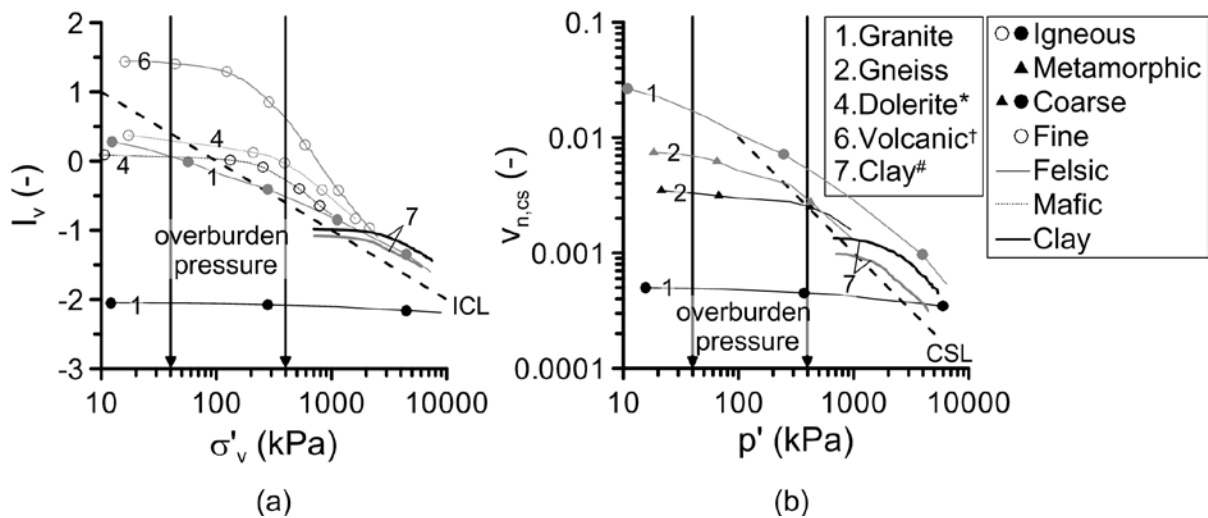 2
1
0
-1
-2
-3
I_v (-)
6
4
4
1
7
1
overburden
pressure
ICL
10 100 1000 10000
σ'_v (kPa)
(a)
0.1
0.01
0.001
0.0001
v_n,cs (-)
1
2
2
7
1
overburden
pressure
CSL
10 100 1000 10000
p' (kPa)
(b)
1.Granite
2.Gneiss
4.Dolerite*
6.Volcanic†
7.Clay#
Igneous
Metamorphic
Coarse
Fine
Felsic
Mafic
Clay